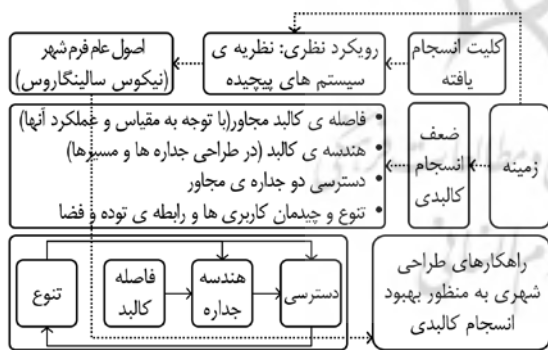 کلیت انسجام
یافته
رویکرد نظری: نظریه ی
سیستم های پیچیده
اصول عام فرم شهر
(نیکوس سالینگاروس)
زمینه
ضعف
انسجام
کالبدی
• فاصله ی کالبد مجاور(با توجه به مقیاس و عملکرد آنها)
• هندسه ی کالبد (در طراحی جداره ها و مسیرها)
• دسترسی دو جداره ی مجاور
• تنوع و چیدمان کاربری ها و رابطه ی توده و فضا
راهکارهای طراحی
شهری به منظور بهبود
انسجام کالبدی
دسترسی
هندسه
جداره
فاصله
کالبد
تنوع